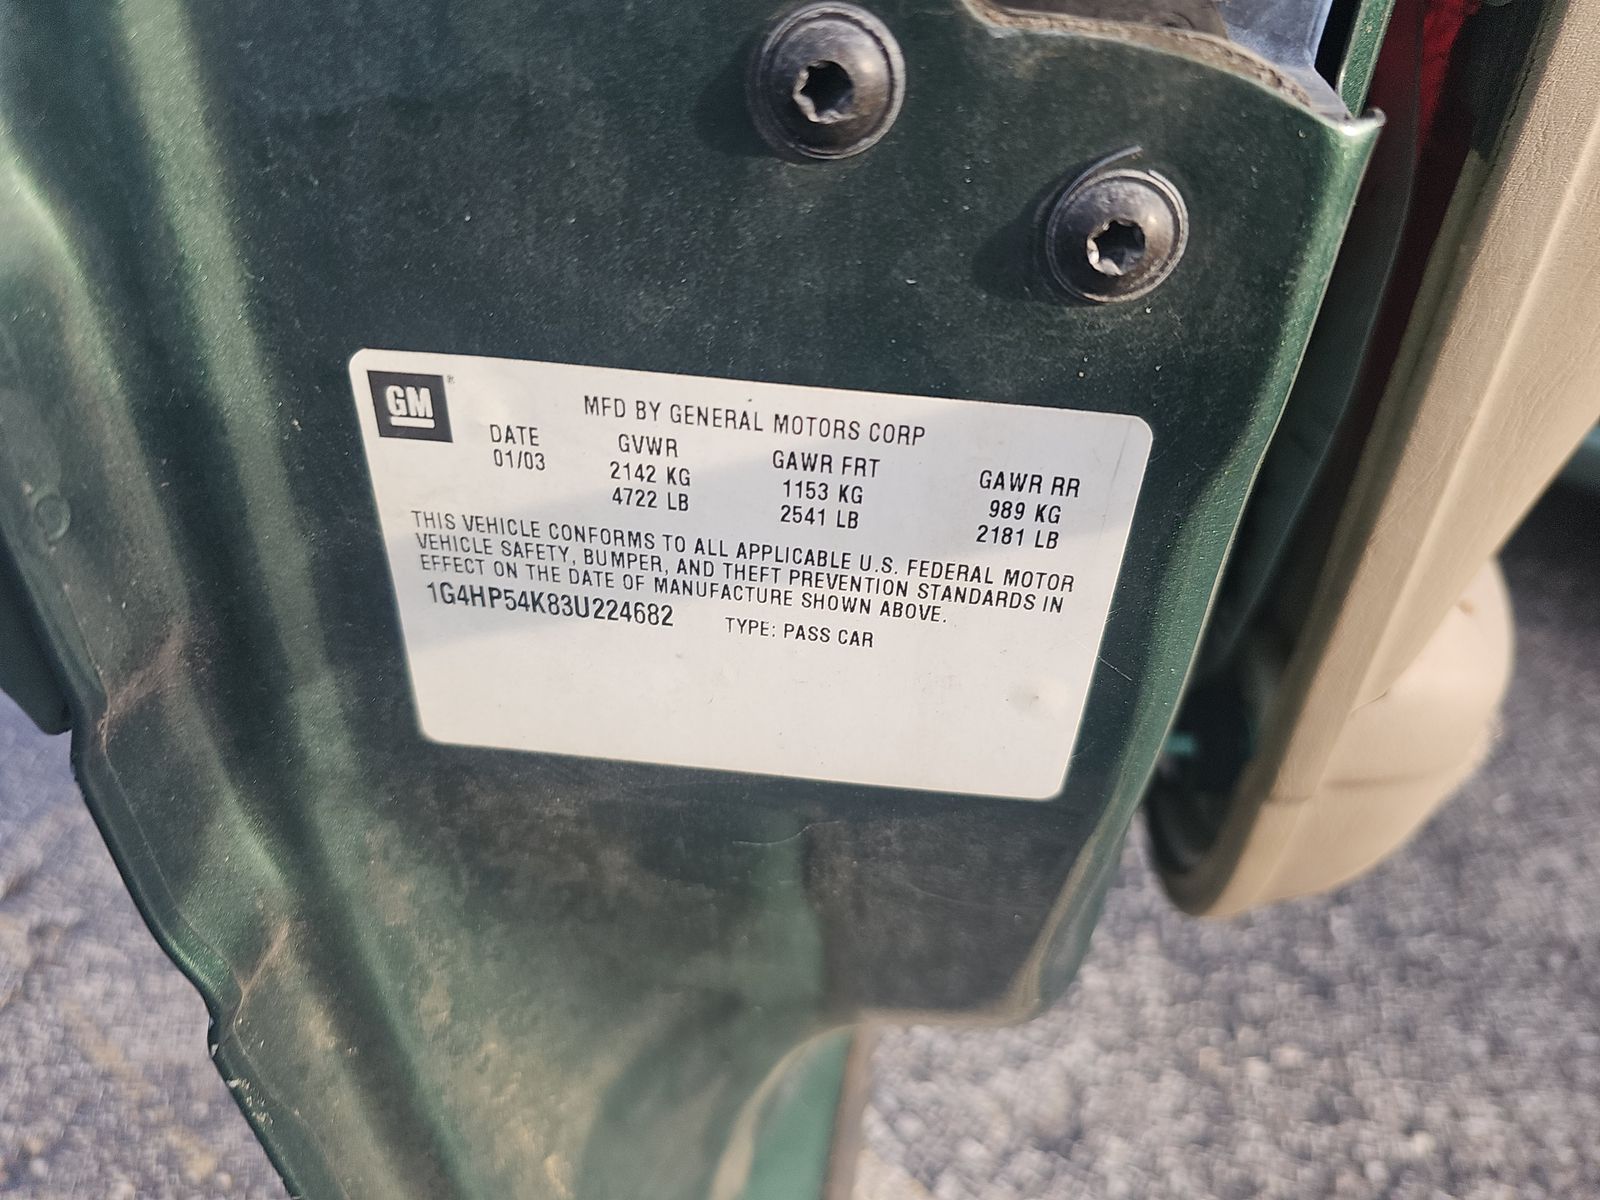 GM®
MFD BY GENERAL MOTORS CORP
DATE GVWR GAWR FRT GAWR RR
01/03 2142 KG 1153 KG 989 KG
4722 LB 2541 LB 2181 LB
THIS VEHICLE CONFORMS TO ALL APPLICABLE U.S. FEDERAL MOTOR
VEHICLE SAFETY, BUMPER, AND THEFT PREVENTION STANDARDS IN
EFFECT ON THE DATE OF MANUFACTURE SHOWN ABOVE.
1G4HP54K83U224682 TYPE: PASS CAR